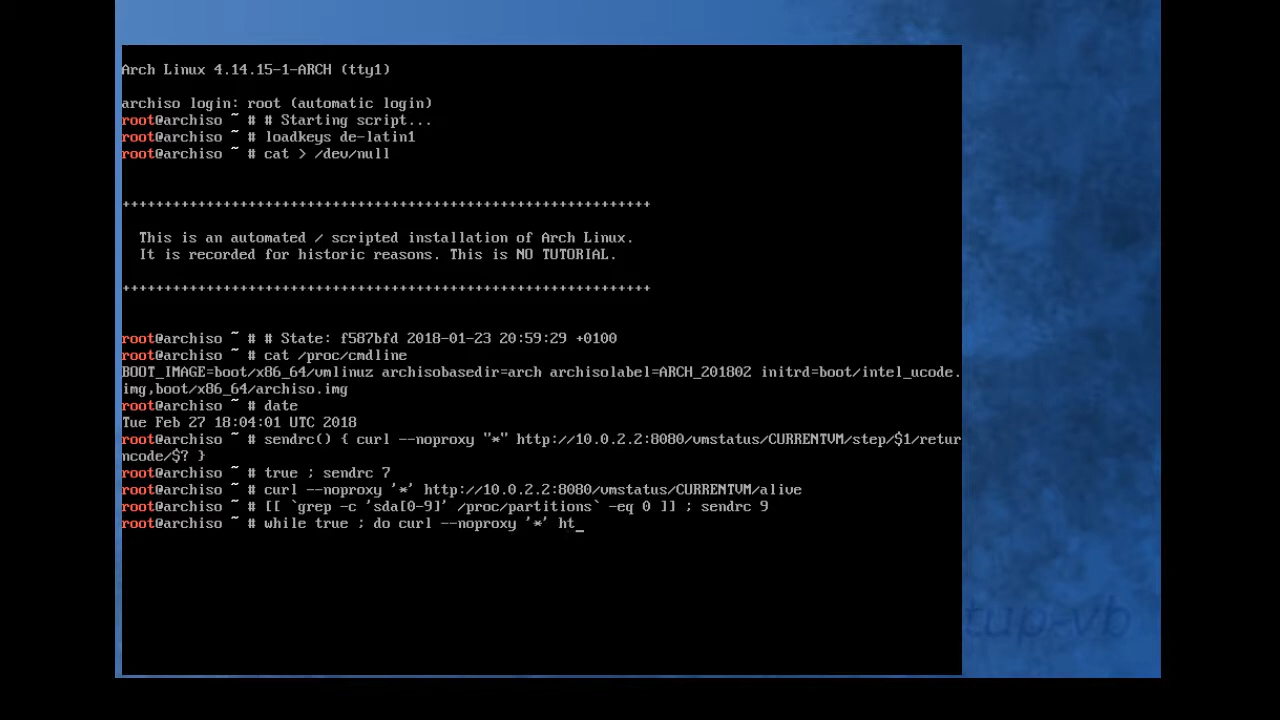 Arch Linux 4.14.15-1-ARCH (tty1)
archiso login: root (automatic login)
root@archiso ~ # # Starting script...
root@archiso ~ # loadkeys de-latin1
root@archiso ~ # cat > /dev/null
+++++++++++++++++++++++++++++++++++++++++++++++++++++++++++++++
This is an automated / scripted installation of Arch Linux.
It is recorded for historic reasons. This is NO TUTORIAL.
+++++++++++++++++++++++++++++++++++++++++++++++++++++++++++++++
root@archiso ~ # # State: f587bfd 2018-01-23 20:59:29 +0100
root@archiso ~ # cat /proc/cmdline
BOOT_IMAGE=boot/x86_64/vmlinuz archisobasedir=arch archisolabel=ARCH_201802 initrd=boot/intel_ucode.
img,boot/x86_64/archiso.img
root@archiso ~ # date
Tue Feb 27 18:04:01 UTC 2018
root@archiso ~ # sendrc() { curl --noproxy "*" http://10.0.2.2:8080/vmstatus/CURRENTVM/step/$1/retur
ncode/$? }
root@archiso ~ # true ; sendrc 7
root@archiso ~ # curl --noproxy '*' http://10.0.2.2:8080/vmstatus/CURRENTVM/alive
root@archiso ~ # [[ `grep -c 'sda[0-9]' /proc/partitions` -eq 0 ]] ; sendrc 9
root@archiso ~ # while true ; do curl --noproxy '*' ht_
tup-vb